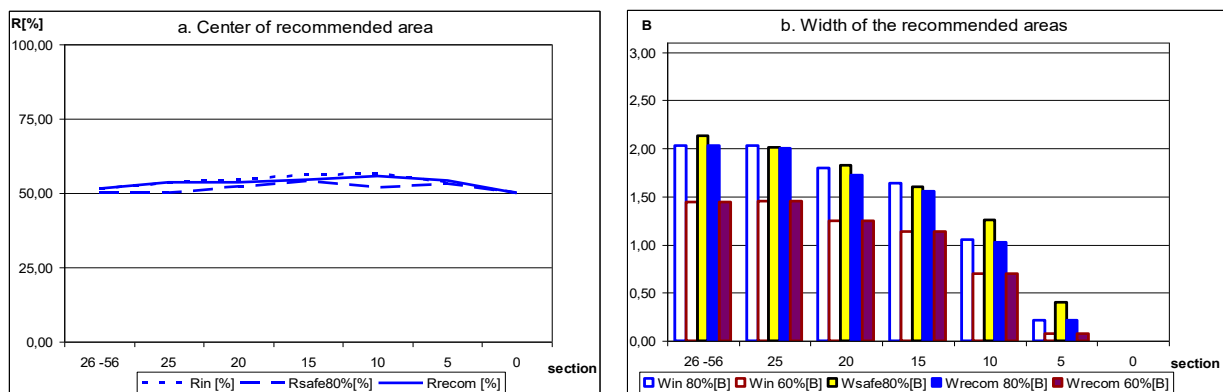 R[%]
a. Center of recommended area
100,00
75,00
50,00
25,00
0,00
26 -56 25 20 15 10 5 0
section
Rin [%] Rsafe80%[%] Rrecom [%]
B
b. Width of the recommended areas
3,00
2,50
2,00
1,50
1,00
0,50
0,00
26 -56 25 20 15 10 5 0
section
Win 80%[B] Win 60%[B] Wsafe80%[B] Wrecom 80%[B] Wrecom 60%[B]